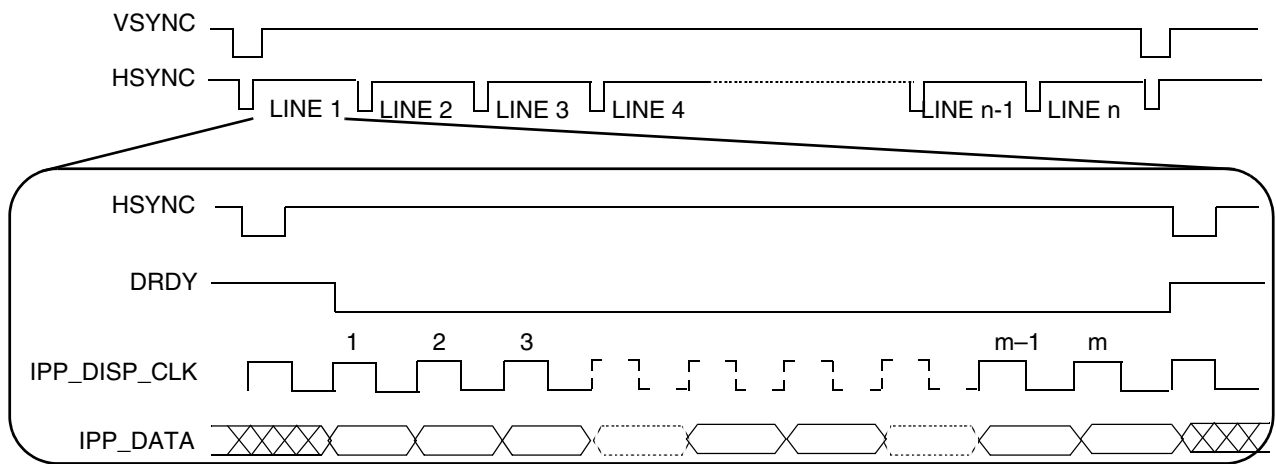 VSYNC
HSYNC
LINE 1 LINE 2 LINE 3 LINE 4 LINE n-1 LINE n
HSYNC
DRDY
1 2 3 m–1 m
IPP_DISP_CLK
IPP_DATA